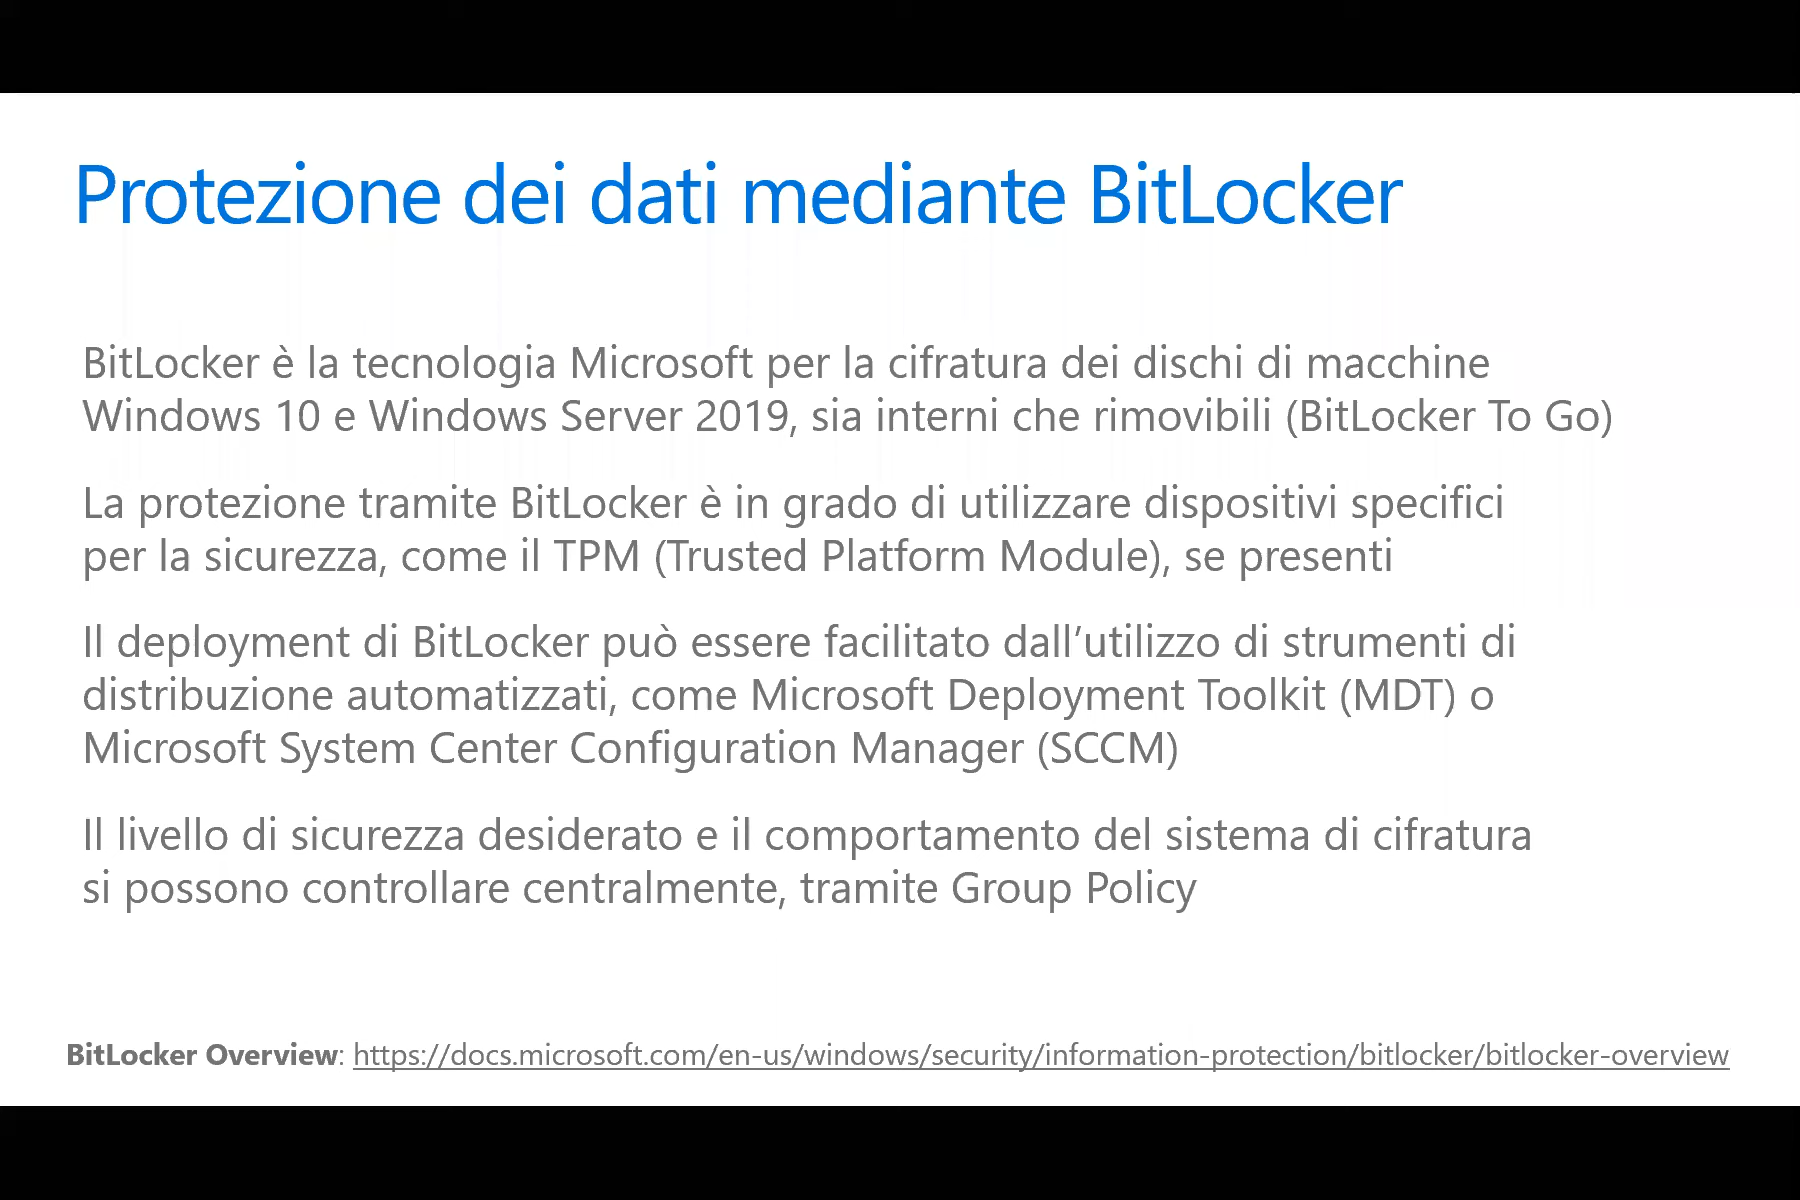 Protezione dei dati mediante BitLocker
BitLocker è la tecnologia Microsoft per la cifratura dei dischi di macchine
Windows 10 e Windows Server 2019, sia interni che rimovibili (BitLocker To Go)
La protezione tramite BitLocker è in grado di utilizzare dispositivi specifici
per la sicurezza, come il TPM (Trusted Platform Module), se presenti
Il deployment di BitLocker può essere facilitato dall’utilizzo di strumenti di
distribuzione automatizzati, come Microsoft Deployment Toolkit (MDT) o
Microsoft System Center Configuration Manager (SCCM)
Il livello di sicurezza desiderato e il comportamento del sistema di cifratura
si possono controllare centralmente, tramite Group Policy
BitLocker Overview: https://docs.microsoft.com/en-us/windows/security/information-protection/bitlocker/bitlocker-overview